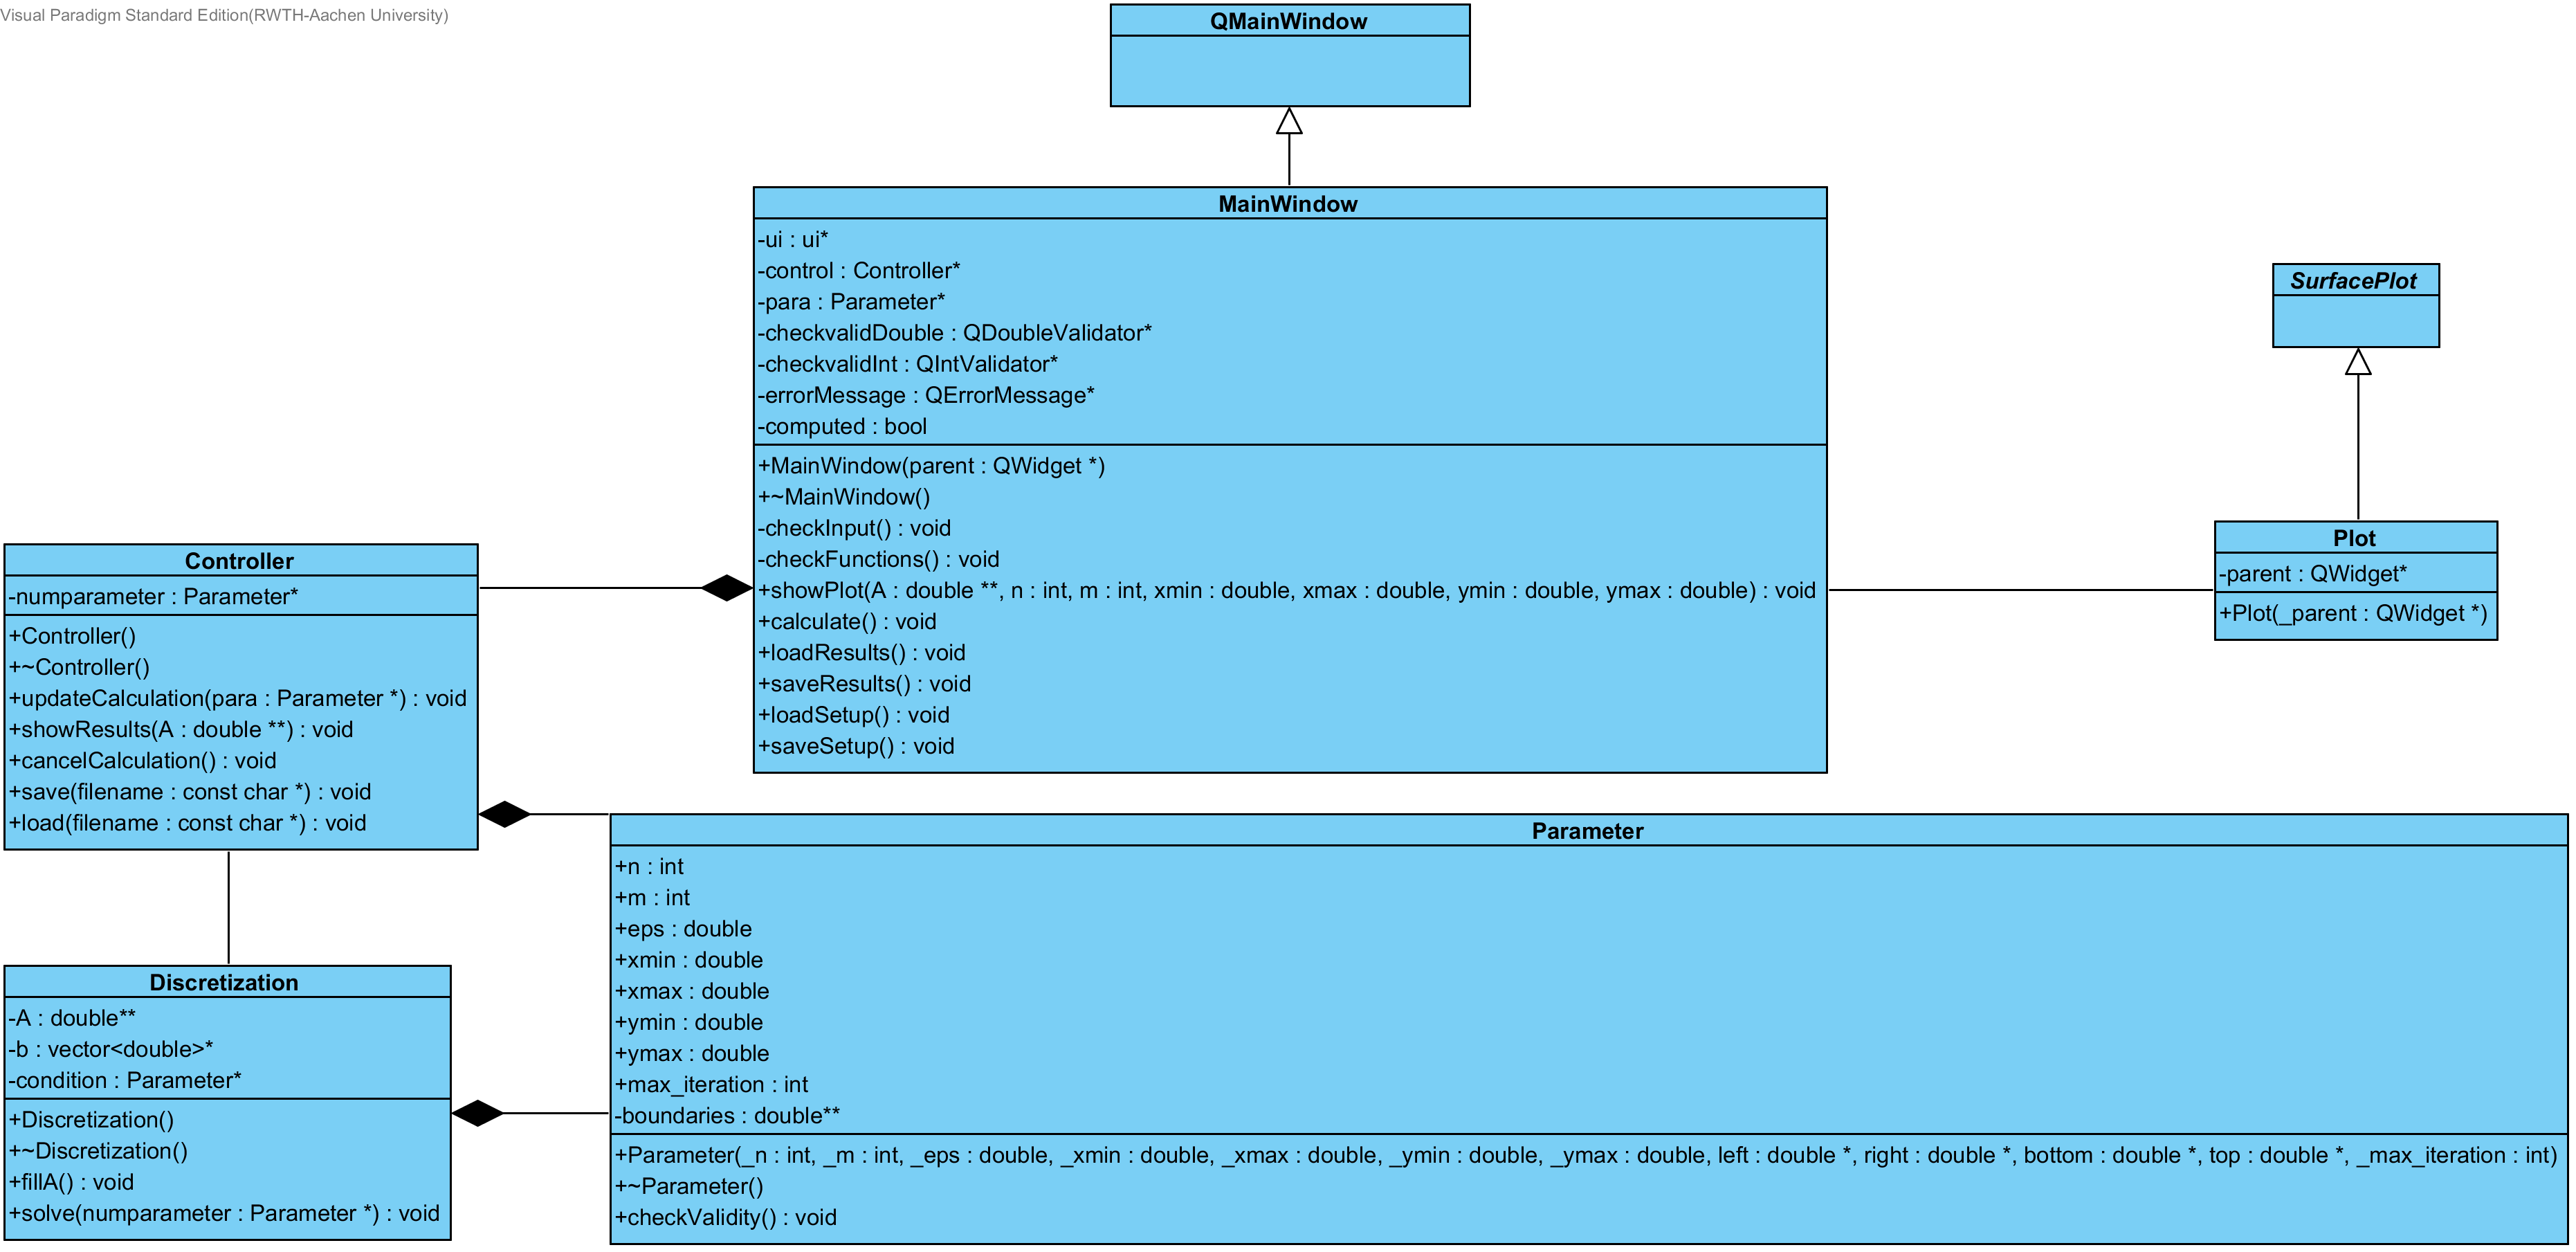 Visual Paradigm Standard Edition(RWTH-Aachen University)
QMainWindow
MainWindow
-ui : ui*
-control : Controller*
-para : Parameter*
-checkvalidDouble : QDoubleValidator*
-checkvalidInt : QIntValidator*
-errorMessage : QErrorMessage*
-computed : bool
+MainWindow(parent : QWidget *)
+~MainWindow()
-checkInput() : void
-checkFunctions() : void
+showPlot(A : double **, n : int, m : int, xmin : double, xmax : double, ymin : double, ymax : double) : void
+calculate() : void
+loadResults() : void
+saveResults() : void
+loadSetup() : void
+saveSetup() : void
SurfacePlot
Plot
-parent : QWidget*
+Plot(_parent : QWidget *)
Controller
-numparameter : Parameter*
+Controller()
+~Controller()
+updateCalculation(para : Parameter *) : void
+showResults(A : double **) : void
+cancelCalculation() : void
+save(filename : const char *) : void
+load(filename : const char *) : void
Parameter
+n : int
+m : int
+eps : double
+xmin : double
+xmax : double
+ymin : double
+ymax : double
+max_iteration : int
-boundaries : double**
+Parameter(_n : int, _m : int, _eps : double, _xmin : double, _xmax : double, _ymin : double, _ymax : double, left : double *, right : double *, bottom : double *, top : double *, _max_iteration : int)
+~Parameter()
+checkValidity() : void
Discretization
-A : double**
-b : vector<double>*
-condition : Parameter*
+Discretization()
+~Discretization()
+fillA() : void
+solve(numparameter : Parameter *) : void